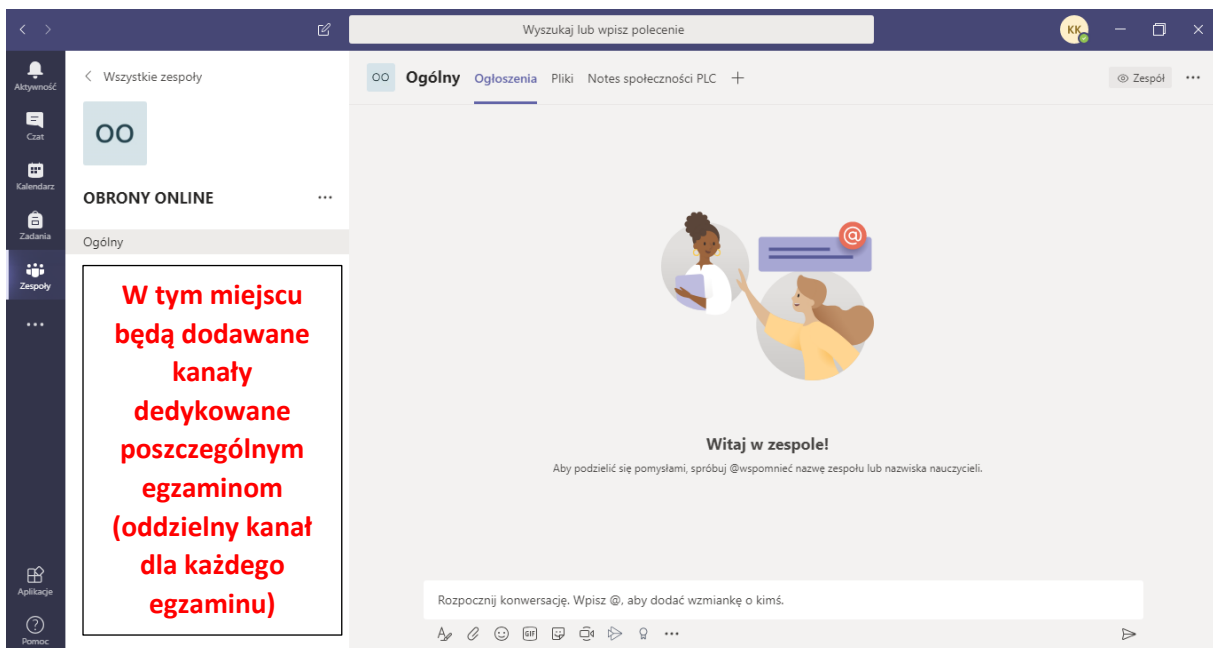 Wyszukaj lub wpisz polecenie
KK
Aktywność
Czat
Kalendarz
Zadania
Zespoły
Aplikacje
Pomoc
Wszystkie zespoły
OO
OBRONY ONLINE
Ogólny
W tym miejscu
będą dodawane
kanały
dedykowane
poszczególnym
egzaminom
(oddzielny kanał
dla każdego
egzaminu)
OO Ogólny Ogłoszenia Pliki Notes społeczności PLC
Zespół
@
Witaj w zespole!
Aby podzielić się pomysłami, spróbuj @wspomnieć nazwę zespołu lub nazwiska nauczycieli.
Rozpocznij konwersację. Wpisz @, aby dodać wzmiankę o kimś.
GIF